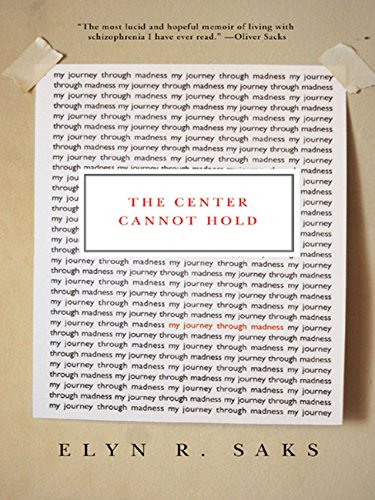 "The most lucid and hopeful memoir of living with
schizophrenia I have ever read." —Oliver Sacks
my journey through madness my journey through madness my journey
through madness my journey through madness my journey through
madness my journey through madness my journey through madness
my journey through madness my journey through madness my journey
through madness my journey through madness my journey through
madness my journey through madness my journey through madness
my journey through madness my journey through madness my journey
through madness my journey through madness my journey through
THE CENTER
CANNOT HOLD
madness my journey through madness my journey through madness
my journey through madness my journey through madness my journey
through madness my journey through madness my journey through
madness my journey through madness my journey through madness
my journey through madness my journey through madness my journey
through madness my journey through madness my journey through
madness my journey through madness my journey through madness
my journey through madness my journey through madness my journey
through madness my journey through madness my journey through
madness my journey through madness my journey through madness
my journey through madness my journey through madness my journey
ELYN R. SAKS